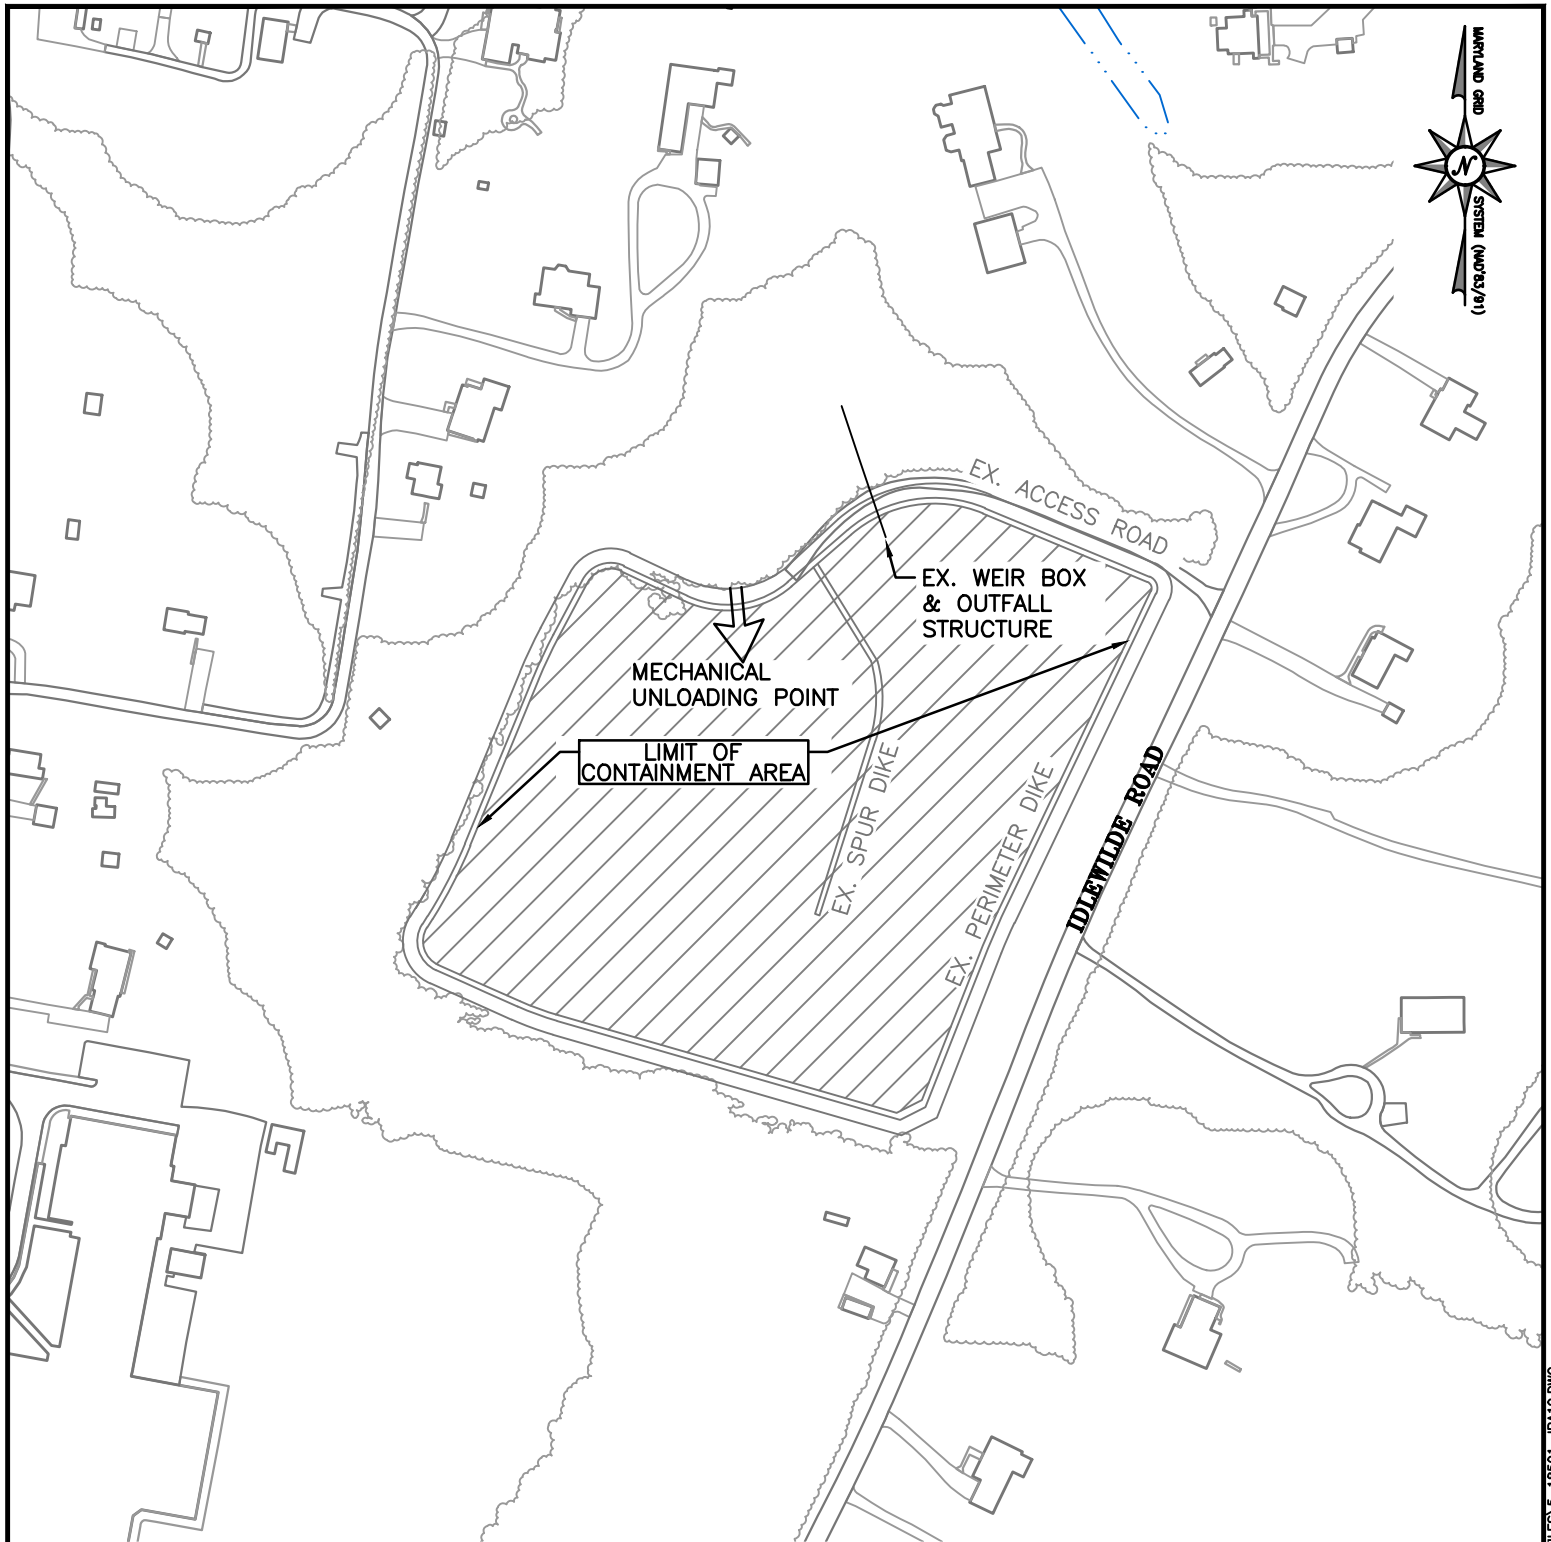 MARYLAND GRID
N
SYSTEM (NAD'83/91)
EX. ACCESS ROAD
EX. WEIR BOX
& OUTFALL
STRUCTURE
MECHANICAL
UNLOADING POINT
LIMIT OF
CONTAINMENT AREA
EX. SPUR DIKE
EX. PERIMETER DIKE
IDLEWILDE ROAD